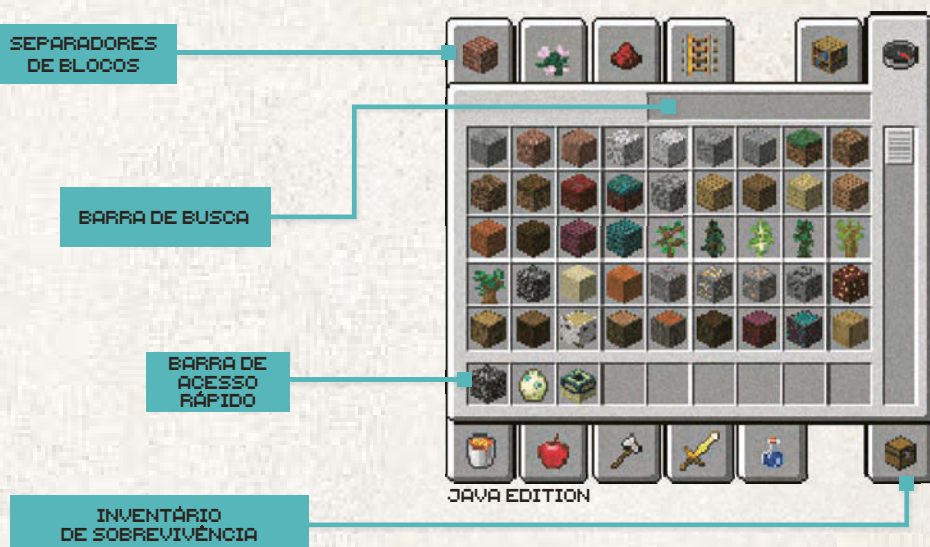 SEPARADORES
DE BLOCOS
BARRA DE BUSCA
BARRA DE
ACESSO
RÁPIDO
JAVA EDITION
INVENTÁRIO
DE SOBREVIVÊNCIA